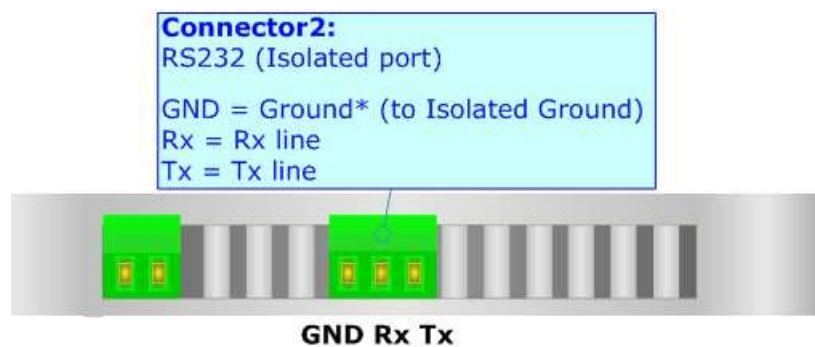 Connector2:
RS232 (Isolated port)
GND = Ground* (to Isolated Ground)
Rx = Rx line
Tx = Tx line
GND Rx Tx